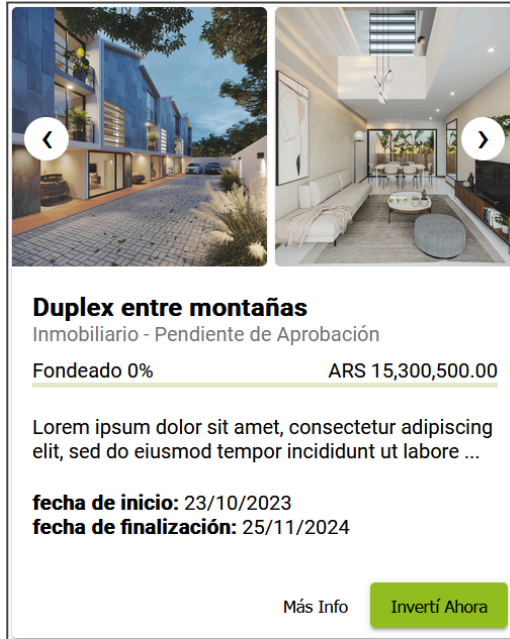 Duplex entre montañas
Inmobiliario - Pendiente de Aprobación
Fondeado 0% ARS 15,300,500.00
Lorem ipsum dolor sit amet, consectetur adipiscing
elit, sed do eiusmod tempor incididunt ut labore ...
fecha de inicio: 23/10/2023
fecha de finalización: 25/11/2024
Más Info Invertí Ahora